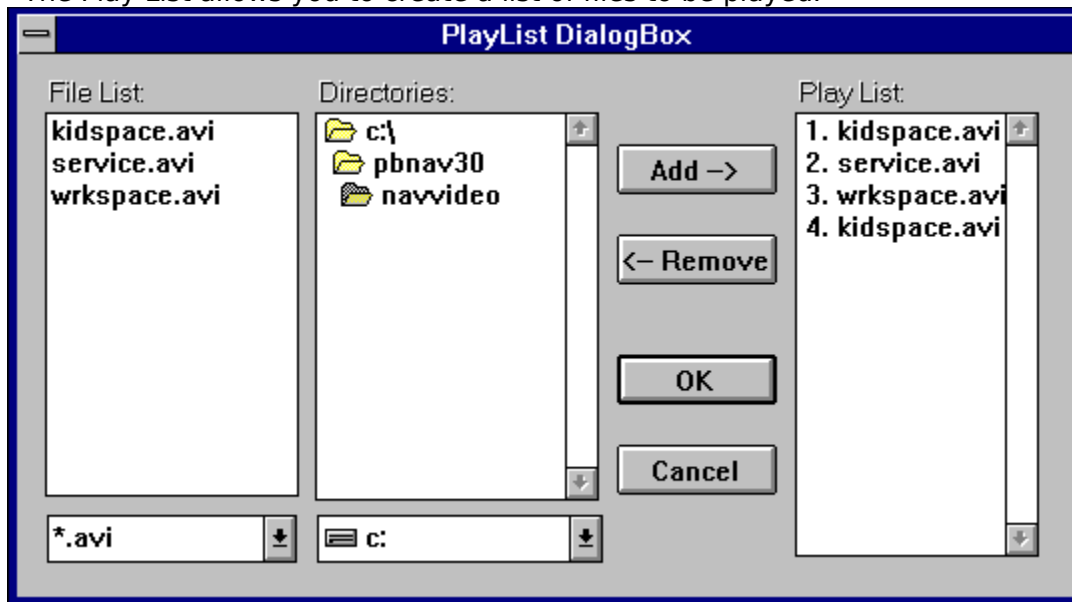 The Play List allows you to create a list of files to be played.
PlayList DialogBox
File List:
kidspace.avi
service.avi
wrkspace.avi
*.avi
Directories:
c:\
pbnav30
navvideo
c:
Add ->
<- Remove
OK
Cancel
Play List:
1. kidspace.avi
2. service.avi
3. wrkspace.avi
4. kidspace.avi